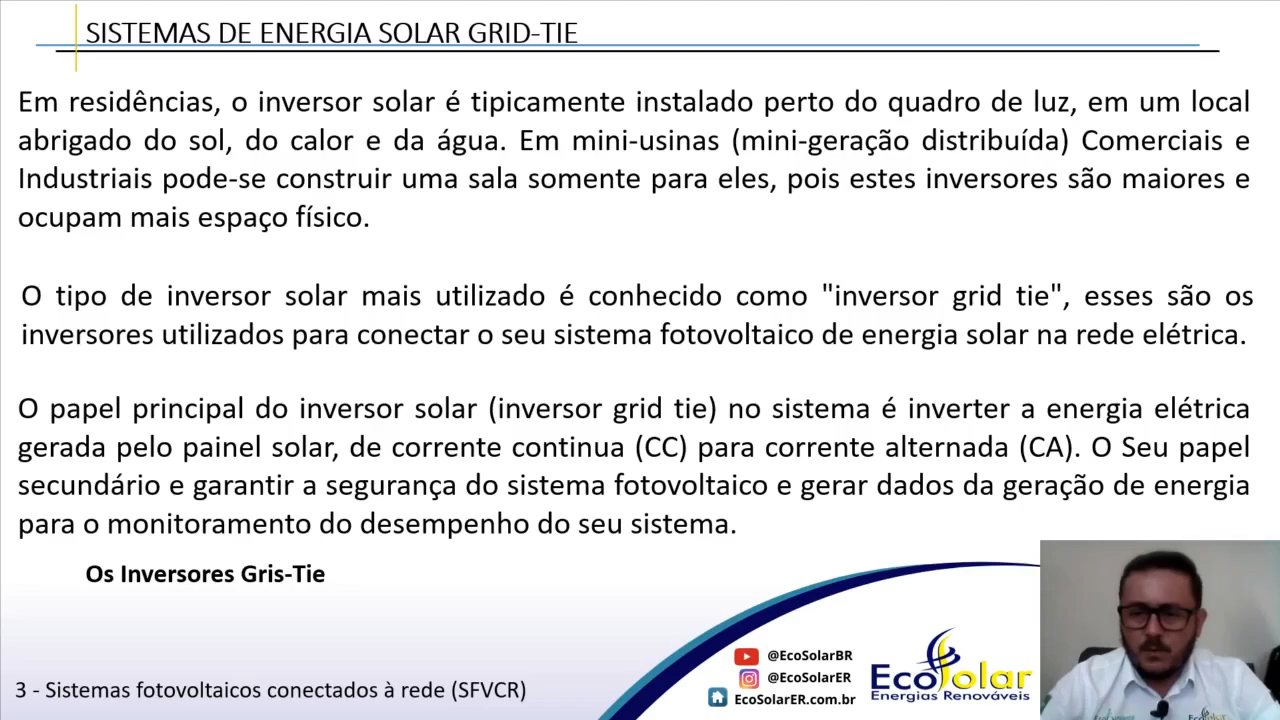 SISTEMAS DE ENERGIA SOLAR GRID-TIE
Em residências, o inversor solar é tipicamente instalado perto do quadro de luz, em um local
abrigado do sol, do calor e da água. Em mini-usinas (mini-geração distribuída) Comerciais e
Industriais pode-se construir uma sala somente para eles, pois estes inversores são maiores e
ocupam mais espaço físico.
O tipo de inversor solar mais utilizado é conhecido como "inversor grid tie", esses são os
inversores utilizados para conectar o seu sistema fotovoltaico de energia solar na rede elétrica.
O papel principal do inversor solar (inversor grid tie) no sistema é inverter a energia elétrica
gerada pelo painel solar, de corrente continua (CC) para corrente alternada (CA). O Seu papel
secundário e garantir a segurança do sistema fotovoltaico e gerar dados da geração de energia
para o monitoramento do desempenho do seu sistema.
Os Inversores Gris-Tie
@EcoSolarBR
@EcoSolarER
EcoSolarER.com.br
EcoSolar
Energias Renováveis
3 - Sistemas fotovoltaicos conectados à rede (SFVCR)